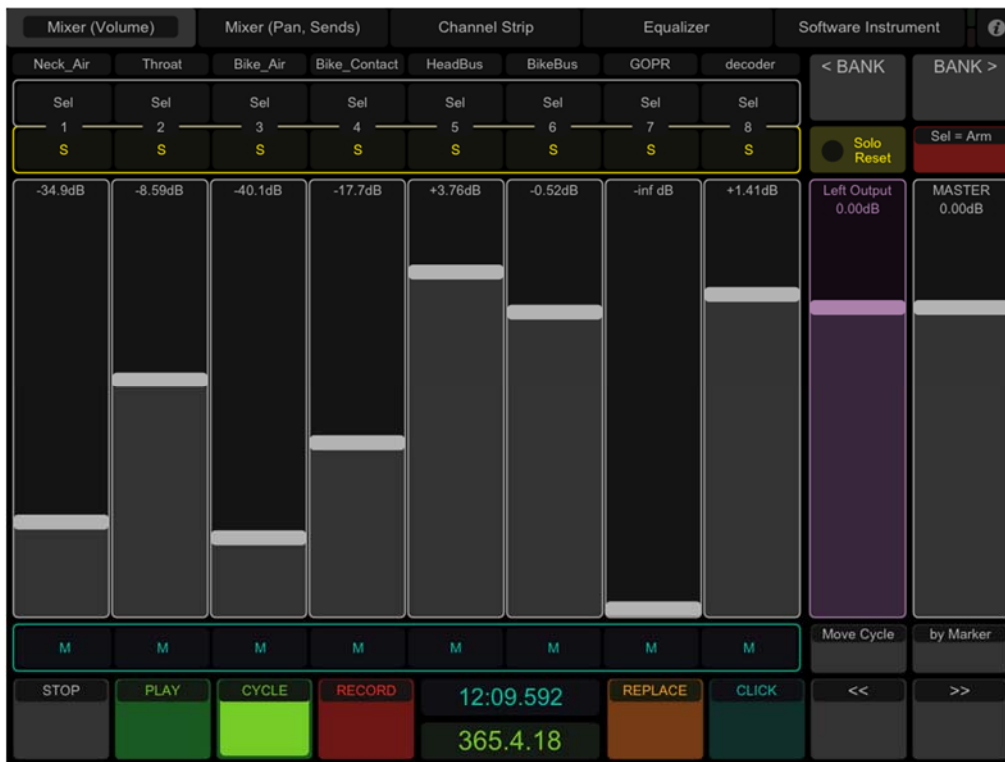 Mixer (Volume) Mixer (Pan, Sends) Channel Strip Equalizer Software Instrument i
Neck_Air Throat Bike_Air Bike_Contact HeadBus BikeBus GOPR decoder < BANK BANK >
Sel Sel Sel Sel Sel Sel Sel Sel
1 2 3 4 5 6 7 8
S S S S S S S S Solo Reset Sel = Arm
-34.9dB -8.59dB -40.1dB -17.7dB +3.76dB -0.52dB -inf dB +1.41dB Left Output MASTER
0.00dB 0.00dB
M M M M M M M M Move Cycle by Marker
STOP PLAY CYCLE RECORD 12:09.592 REPLACE CLICK << >>
365.4.18